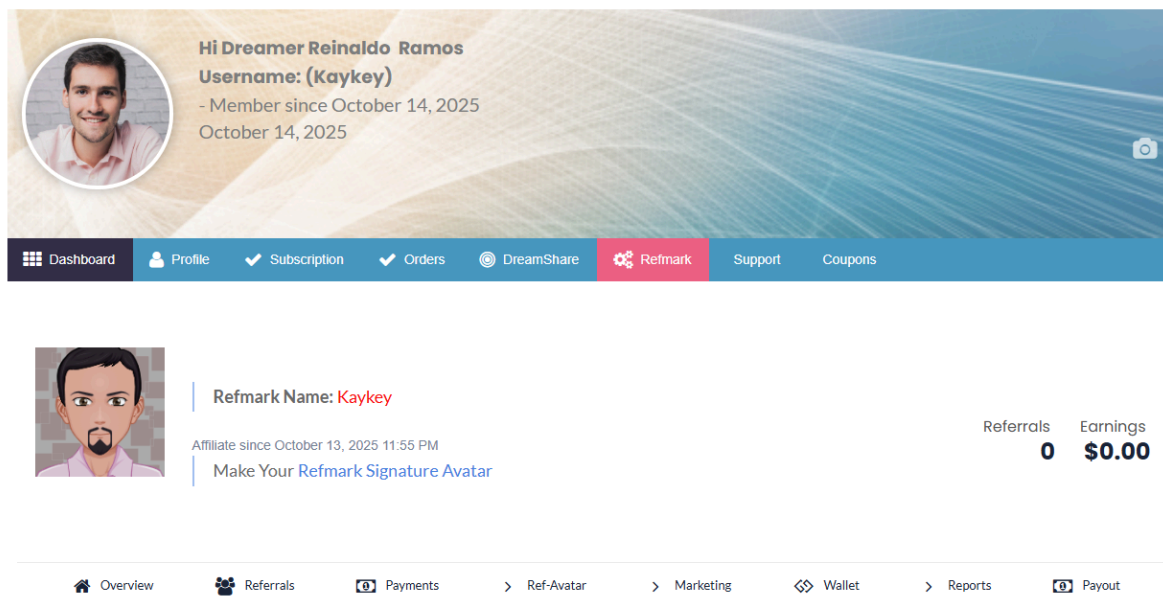 Hi Dreamer Reinaldo Ramos
Username: (Kaykey)
- Member since October 14, 2025
October 14, 2025
Dashboard Profile Subscription Orders DreamShare Refmark Support Coupons
Refmark Name: Kaykey
Affiliate since October 13, 2025 11:55 PM
Make Your Refmark Signature Avatar
Referrals Earnings
0 $0.00
Overview Referrals Payments Ref-Avatar Marketing Wallet Reports Payout